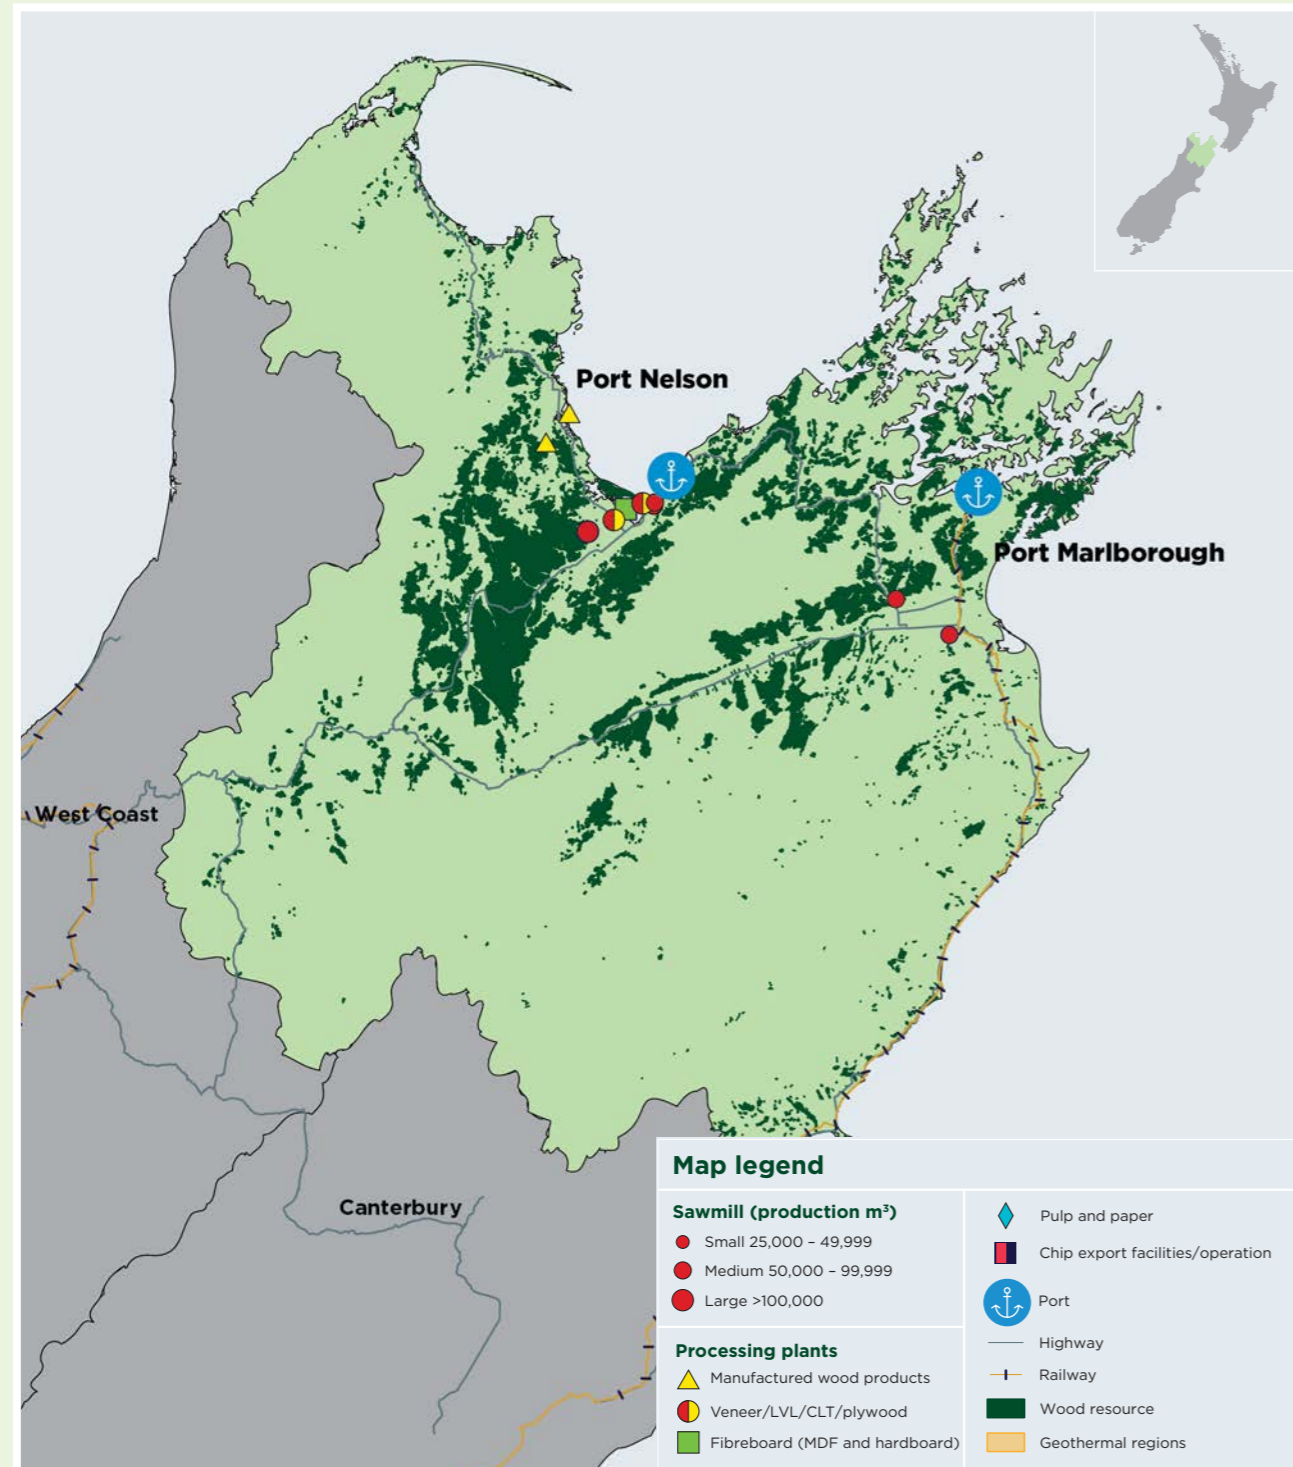 Port Nelson
Port Marlborough
West Coast
Canterbury
Map legend
Sawmill (production m³)
Small 25,000 – 49,999
Medium 50,000 – 99,999
Large >100,000
Processing plants
Manufactured wood products
Veneer/LVL/CLT/plywood
Fibreboard (MDF and hardboard)
Pulp and paper
Chip export facilities/operation
Port
Highway
Railway
Wood resource
Geothermal regions